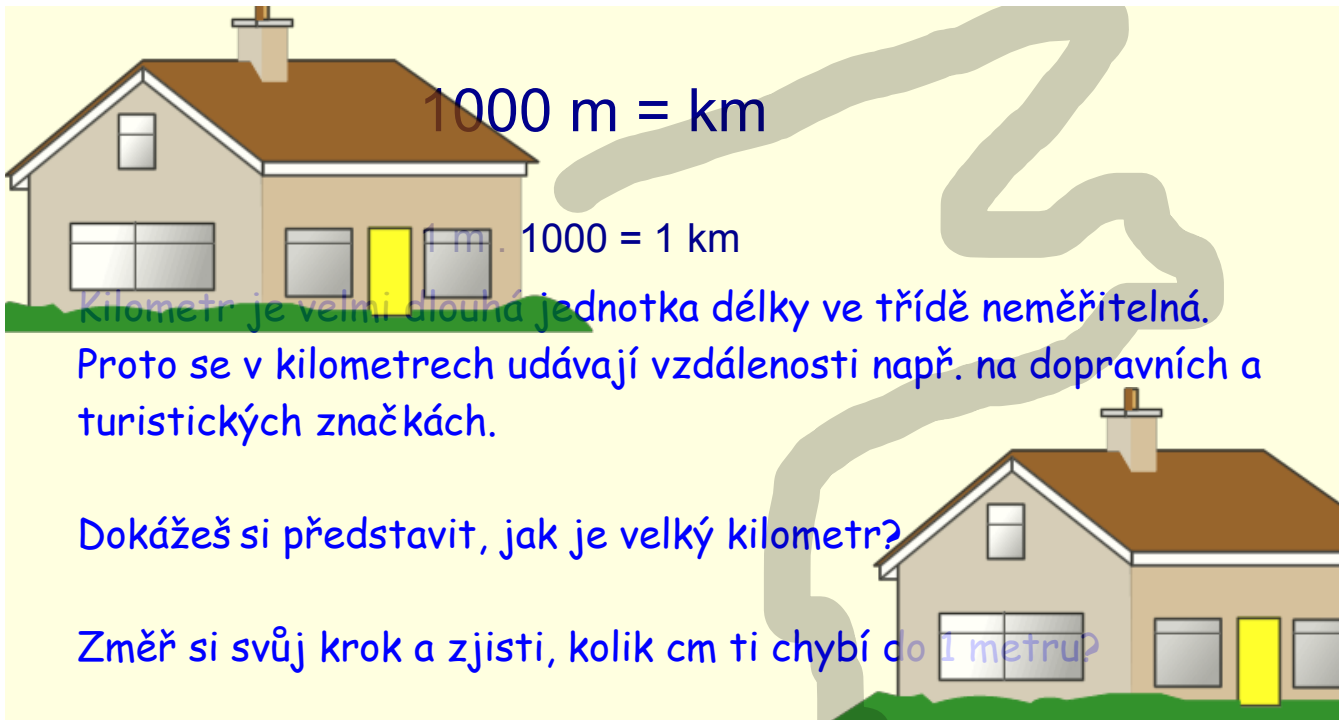 1000 m = km
1 m . 1000 = 1 km
Kilometr je velmi dlouhá jednotka délky ve třídě neměřitelná.
Proto se v kilometrech udávají vzdálenosti např. na dopravních a
turistických značkách.
Dokážeš si představit, jak je velký kilometr?
Změř si svůj krok a zjisti, kolik cm ti chybí do 1 metru?